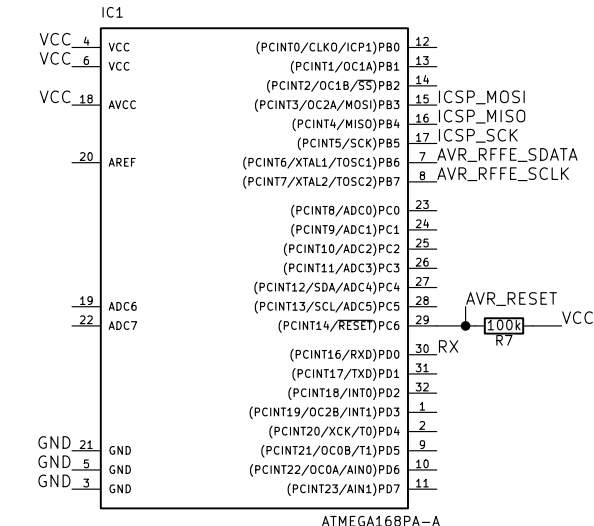 IC1
VCC 4 VCC (PCINT0/CLKO/ICP1)PB0 12
VCC 6 VCC (PCINT1/OC1A)PB1 13
(PCINT2/OC1B/SS)PB2 14
VCC 18 AVCC (PCINT3/OC2A/MOSI)PB3 15 ICSP_MOSI
(PCINT4/MISO)PB4 16 ICSP_MISO
(PCINT5/SCK)PB5 17 ICSP_SCK
20 AREF (PCINT6/XTAL1/TOSC1)PB6 7 AVR_RFFE_SDATA
(PCINT7/XTAL2/TOSC2)PB7 8 AVR_RFFE_SCLK
(PCINT8/ADC0)PC0 23
(PCINT9/ADC1)PC1 24
(PCINT10/ADC2)PC2 25
(PCINT11/ADC3)PC3 26
(PCINT12/SDA/ADC4)PC4 27
19 ADC6 (PCINT13/SCL/ADC5)PC5 28 AVR_RESET
22 ADC7 (PCINT14/RESET)PC6 29 100k VCC
R7
(PCINT16/RXD)PD0 30 RX
(PCINT17/TXD)PD1 31
(PCINT18/INT0)PD2 32
(PCINT19/OC2B/INT1)PD3 1
(PCINT20/XCK/T0)PD4 2
GND 21 GND (PCINT21/OC0B/T1)PD5 9
GND 5 GND (PCINT22/OC0A/AIN0)PD6 10
GND 3 GND (PCINT23/AIN1)PD7 11
ATMEGA168PA-A